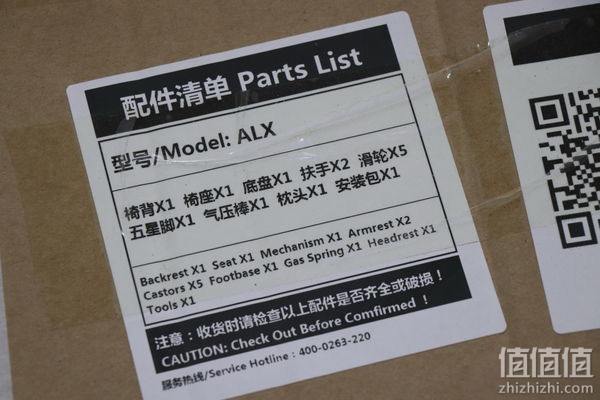 配件清单 Parts List
型号/Model: ALX
椅背X1 椅座X1 底盘X1 扶手X2 滑轮X5
五星脚X1 气压棒X1 枕头X1 安装包X1
Backrest X1 Seat X1 Mechanism X1 Armrest X2
Castors X5 Footbase X1 Gas Spring X1 Headrest X1
Tools X1
注意：收货时请检查以上配件是否齐全或破损！
CAUTION: Check Out Before Comfirmed !
服务热线/Service Hotline：400-0263-220
值值值
zhizhizhi.com